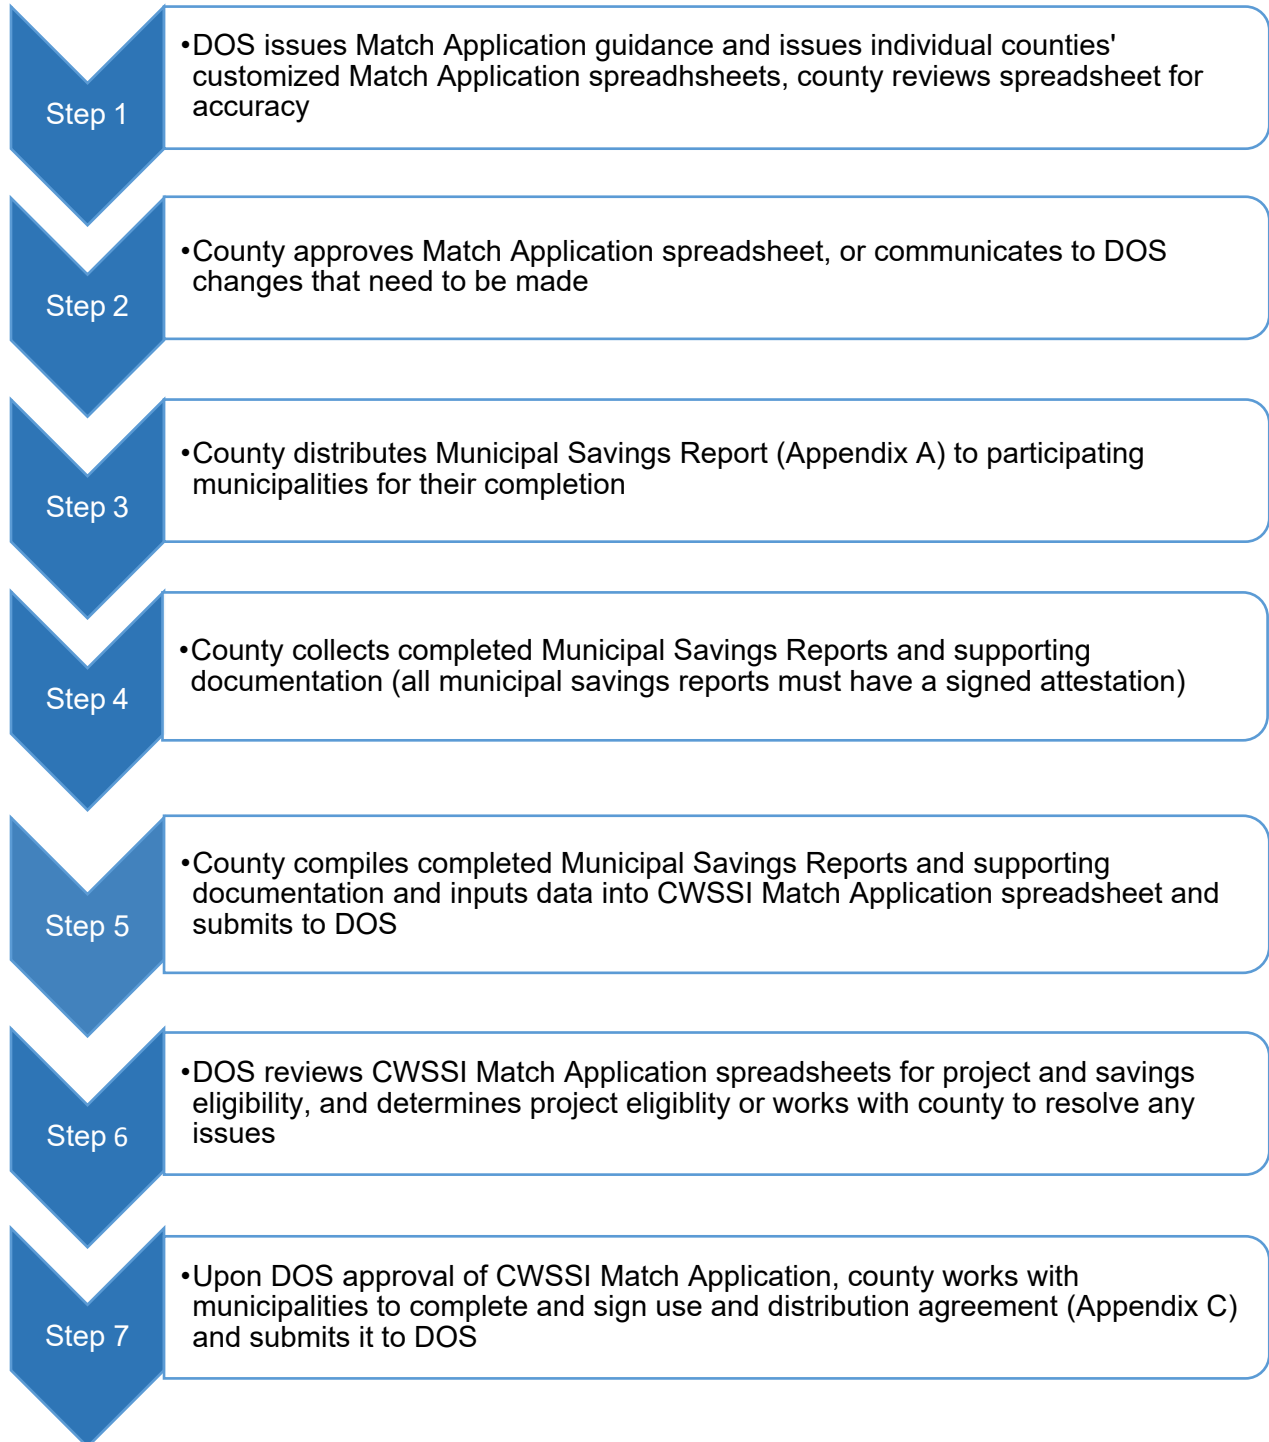 Step 1
•DOS issues Match Application guidance and issues individual counties'
customized Match Application spreadhsheets, county reviews spreadsheet for
accuracy
Step 2
•County approves Match Application spreadsheet, or communicates to DOS
changes that need to be made
Step 3
•County distributes Municipal Savings Report (Appendix A) to participating
municipalities for their completion
Step 4
•County collects completed Municipal Savings Reports and supporting
documentation (all municipal savings reports must have a signed attestation)
Step 5
•County compiles completed Municipal Savings Reports and supporting
documentation and inputs data into CWSSI Match Application spreadsheet and
submits to DOS
Step 6
•DOS reviews CWSSI Match Application spreadsheets for project and savings
eligibility, and determines project eligiblity or works with county to resolve any
issues
Step 7
•Upon DOS approval of CWSSI Match Application, county works with
municipalities to complete and sign use and distribution agreement (Appendix C)
and submits it to DOS